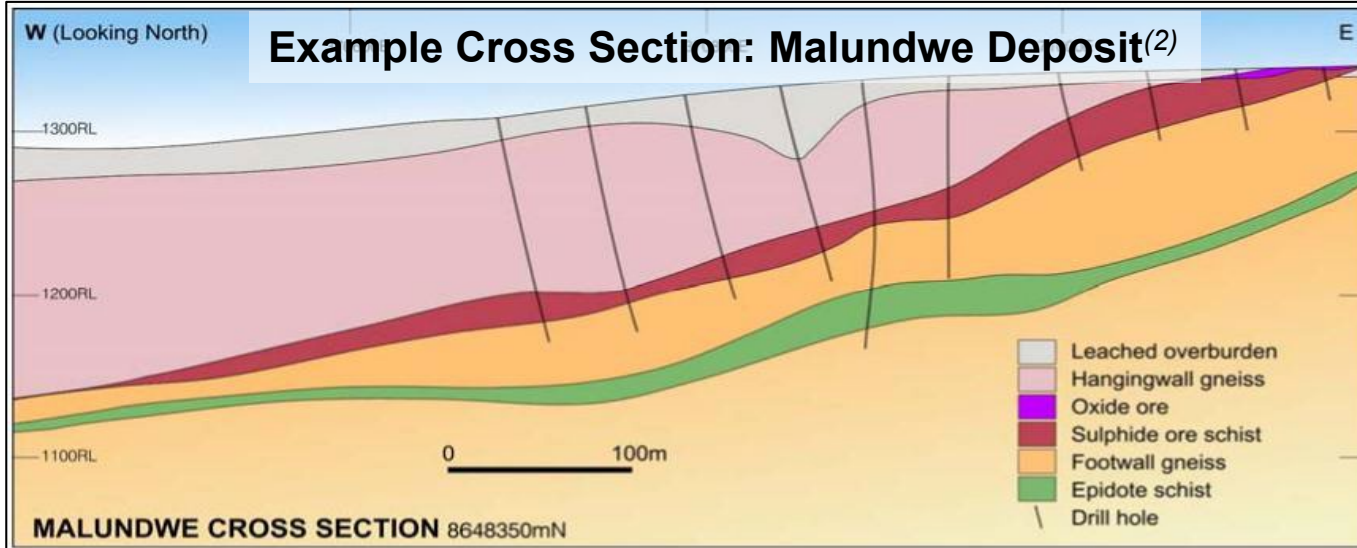 W (Looking North)
Example Cross Section: Malundwe Deposit(2)
E
1300RL
1200RL
1100RL
0 100m
Leached overburden
Hangingwall gneiss
Oxide ore
Sulphide ore schist
Footwall gneiss
Epidote schist
Drill hole
MALUNDWE CROSS SECTION 8648350mN